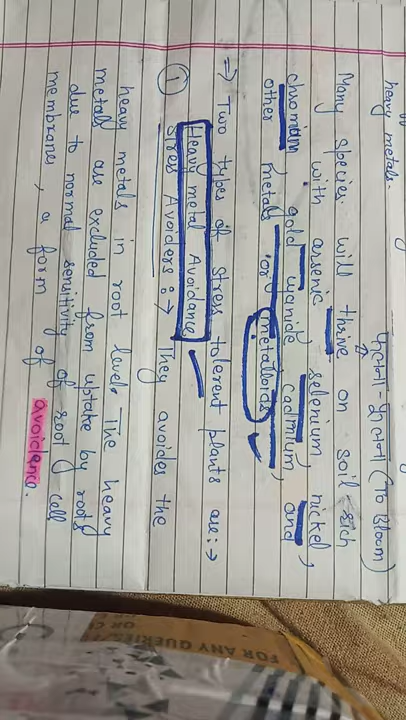 heavy metals.
फलना-फूलना (To Bloom)
Many species will thrive on soil rich
with arsenic, selenium, nickel,
chromium, gold cyanide, cadmium, and
other metals or metalloids.
→ Two types of stress tolerent plants are:→
Heavy metal Avoidance
① Stress Avoiders:→ They avoides the
heavy metals in root level. The heavy
metals are excluded from uptake by roots
due to normal sensitivity of root cell
membranes, a form of avoidance.
FOR ANY QUERIES